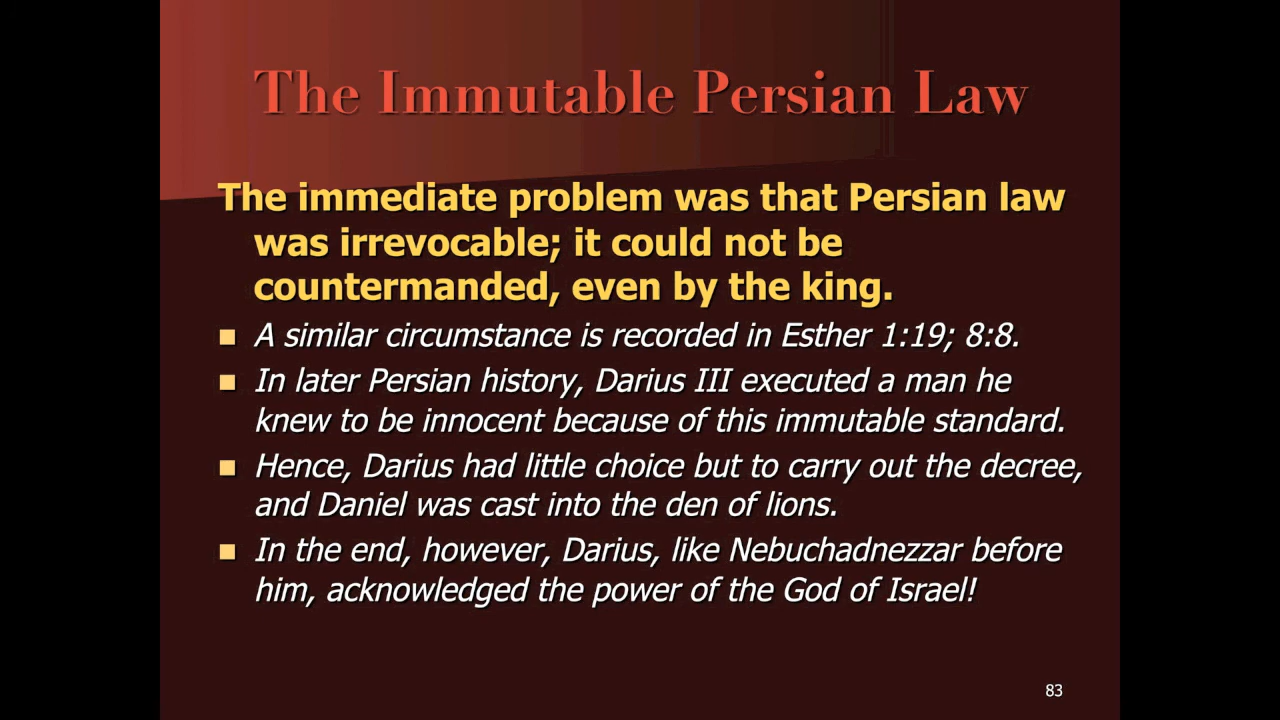 The Immutable Persian Law
The immediate problem was that Persian law
was irrevocable; it could not be
countermanded, even by the king.
A similar circumstance is recorded in Esther 1:19; 8:8.
In later Persian history, Darius III executed a man he
knew to be innocent because of this immutable standard.
Hence, Darius had little choice but to carry out the decree,
and Daniel was cast into the den of lions.
In the end, however, Darius, like Nebuchadnezzar before
him, acknowledged the power of the God of Israel!
83